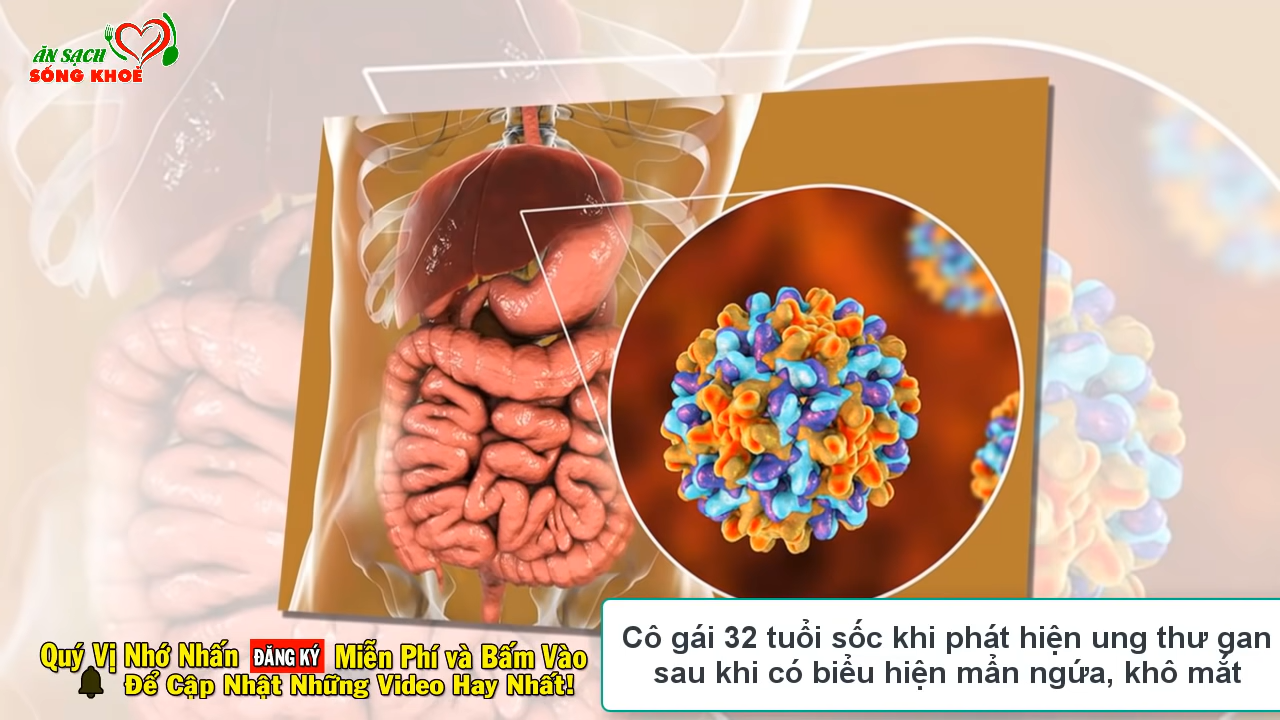 ĂN SẠCH
SỐNG KHOẺ
Quý Vị Nhớ Nhấn ĐĂNG KÝ Miễn Phí và Bấm Vào
Để Cập Nhật Những Video Hay Nhất!
Cô gái 32 tuổi sốc khi phát hiện ung thư gan
sau khi có biểu hiện mẩn ngứa, khô mắt